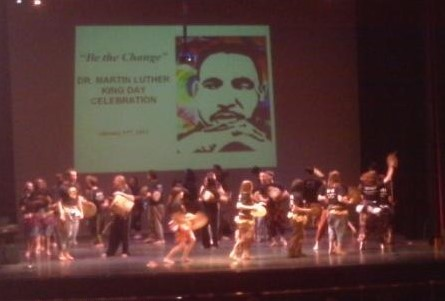 "Be the Change"
DR. MARTIN LUTHER
KING DAY
CELEBRATION